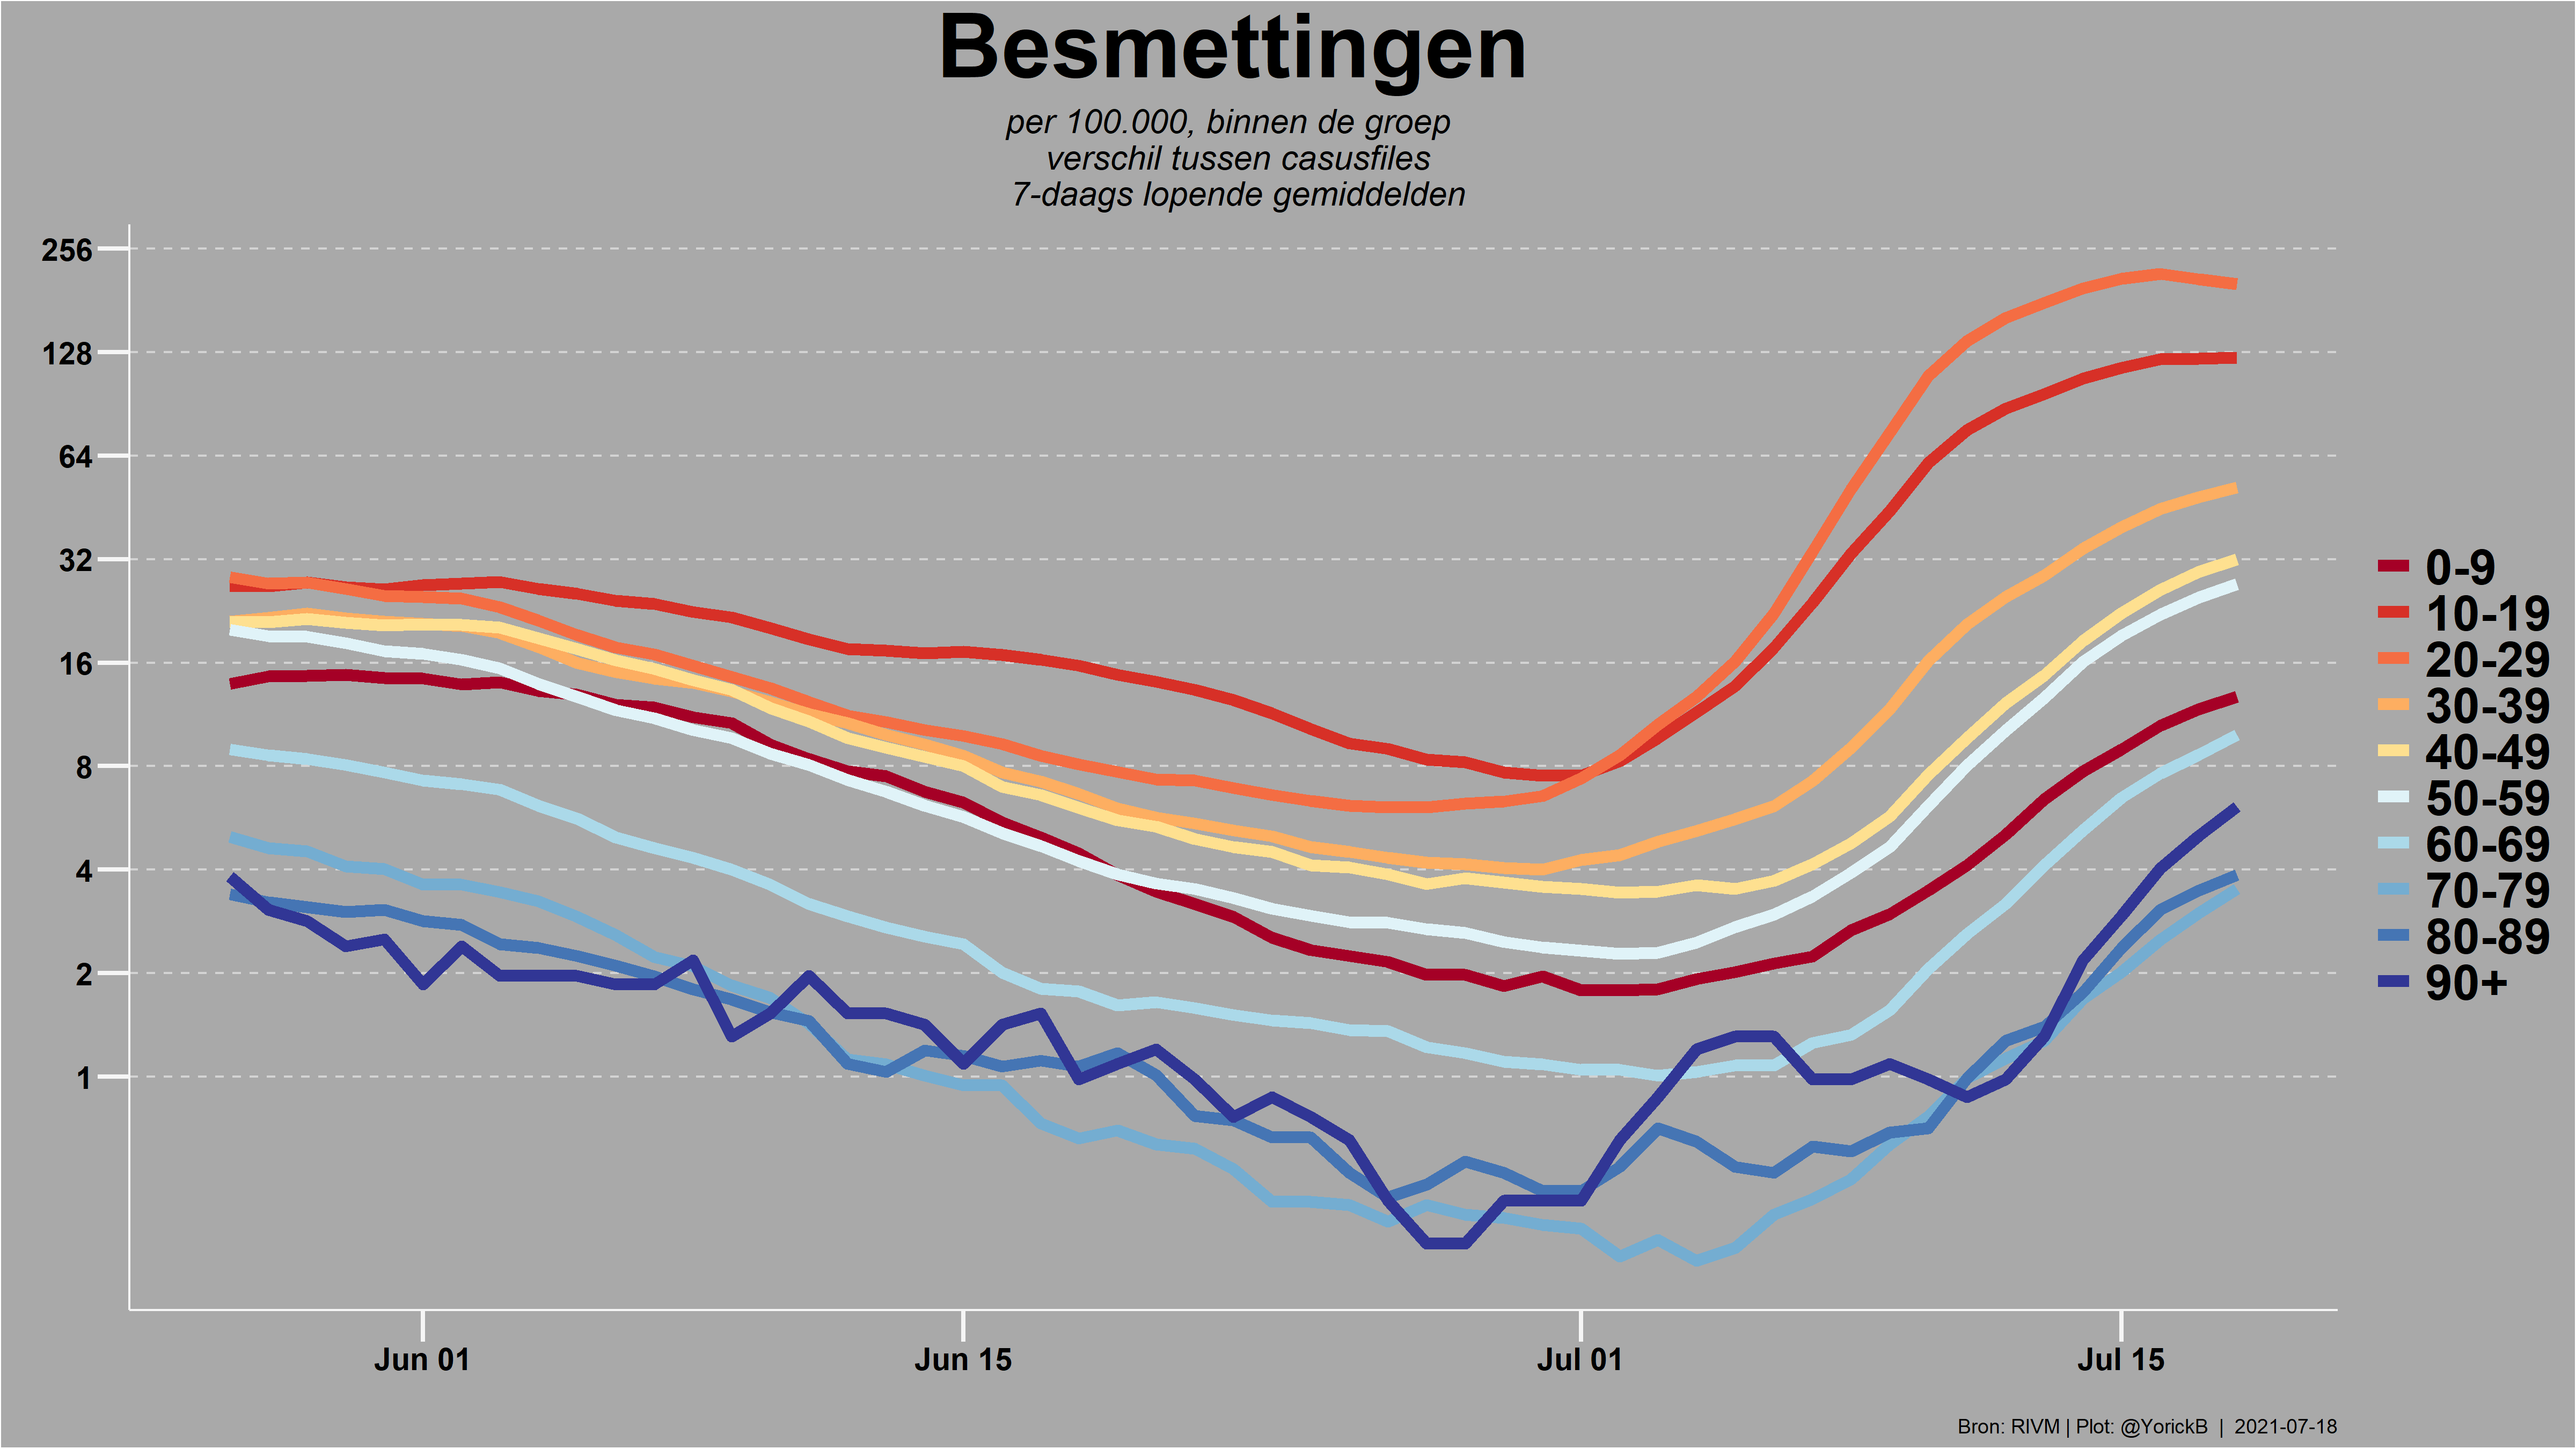 Besmettingen
per 100.000, binnen de groep
verschil tussen casusfiles
7-daags lopende gemiddelden
256
128
64
32
16
8
4
2
1
0-9
10-19
20-29
30-39
40-49
50-59
60-69
70-79
80-89
90+
Jun 01
Jun 15
Jul 01
Jul 15
Bron: RIVM | Plot: @YorickB | 2021-07-18